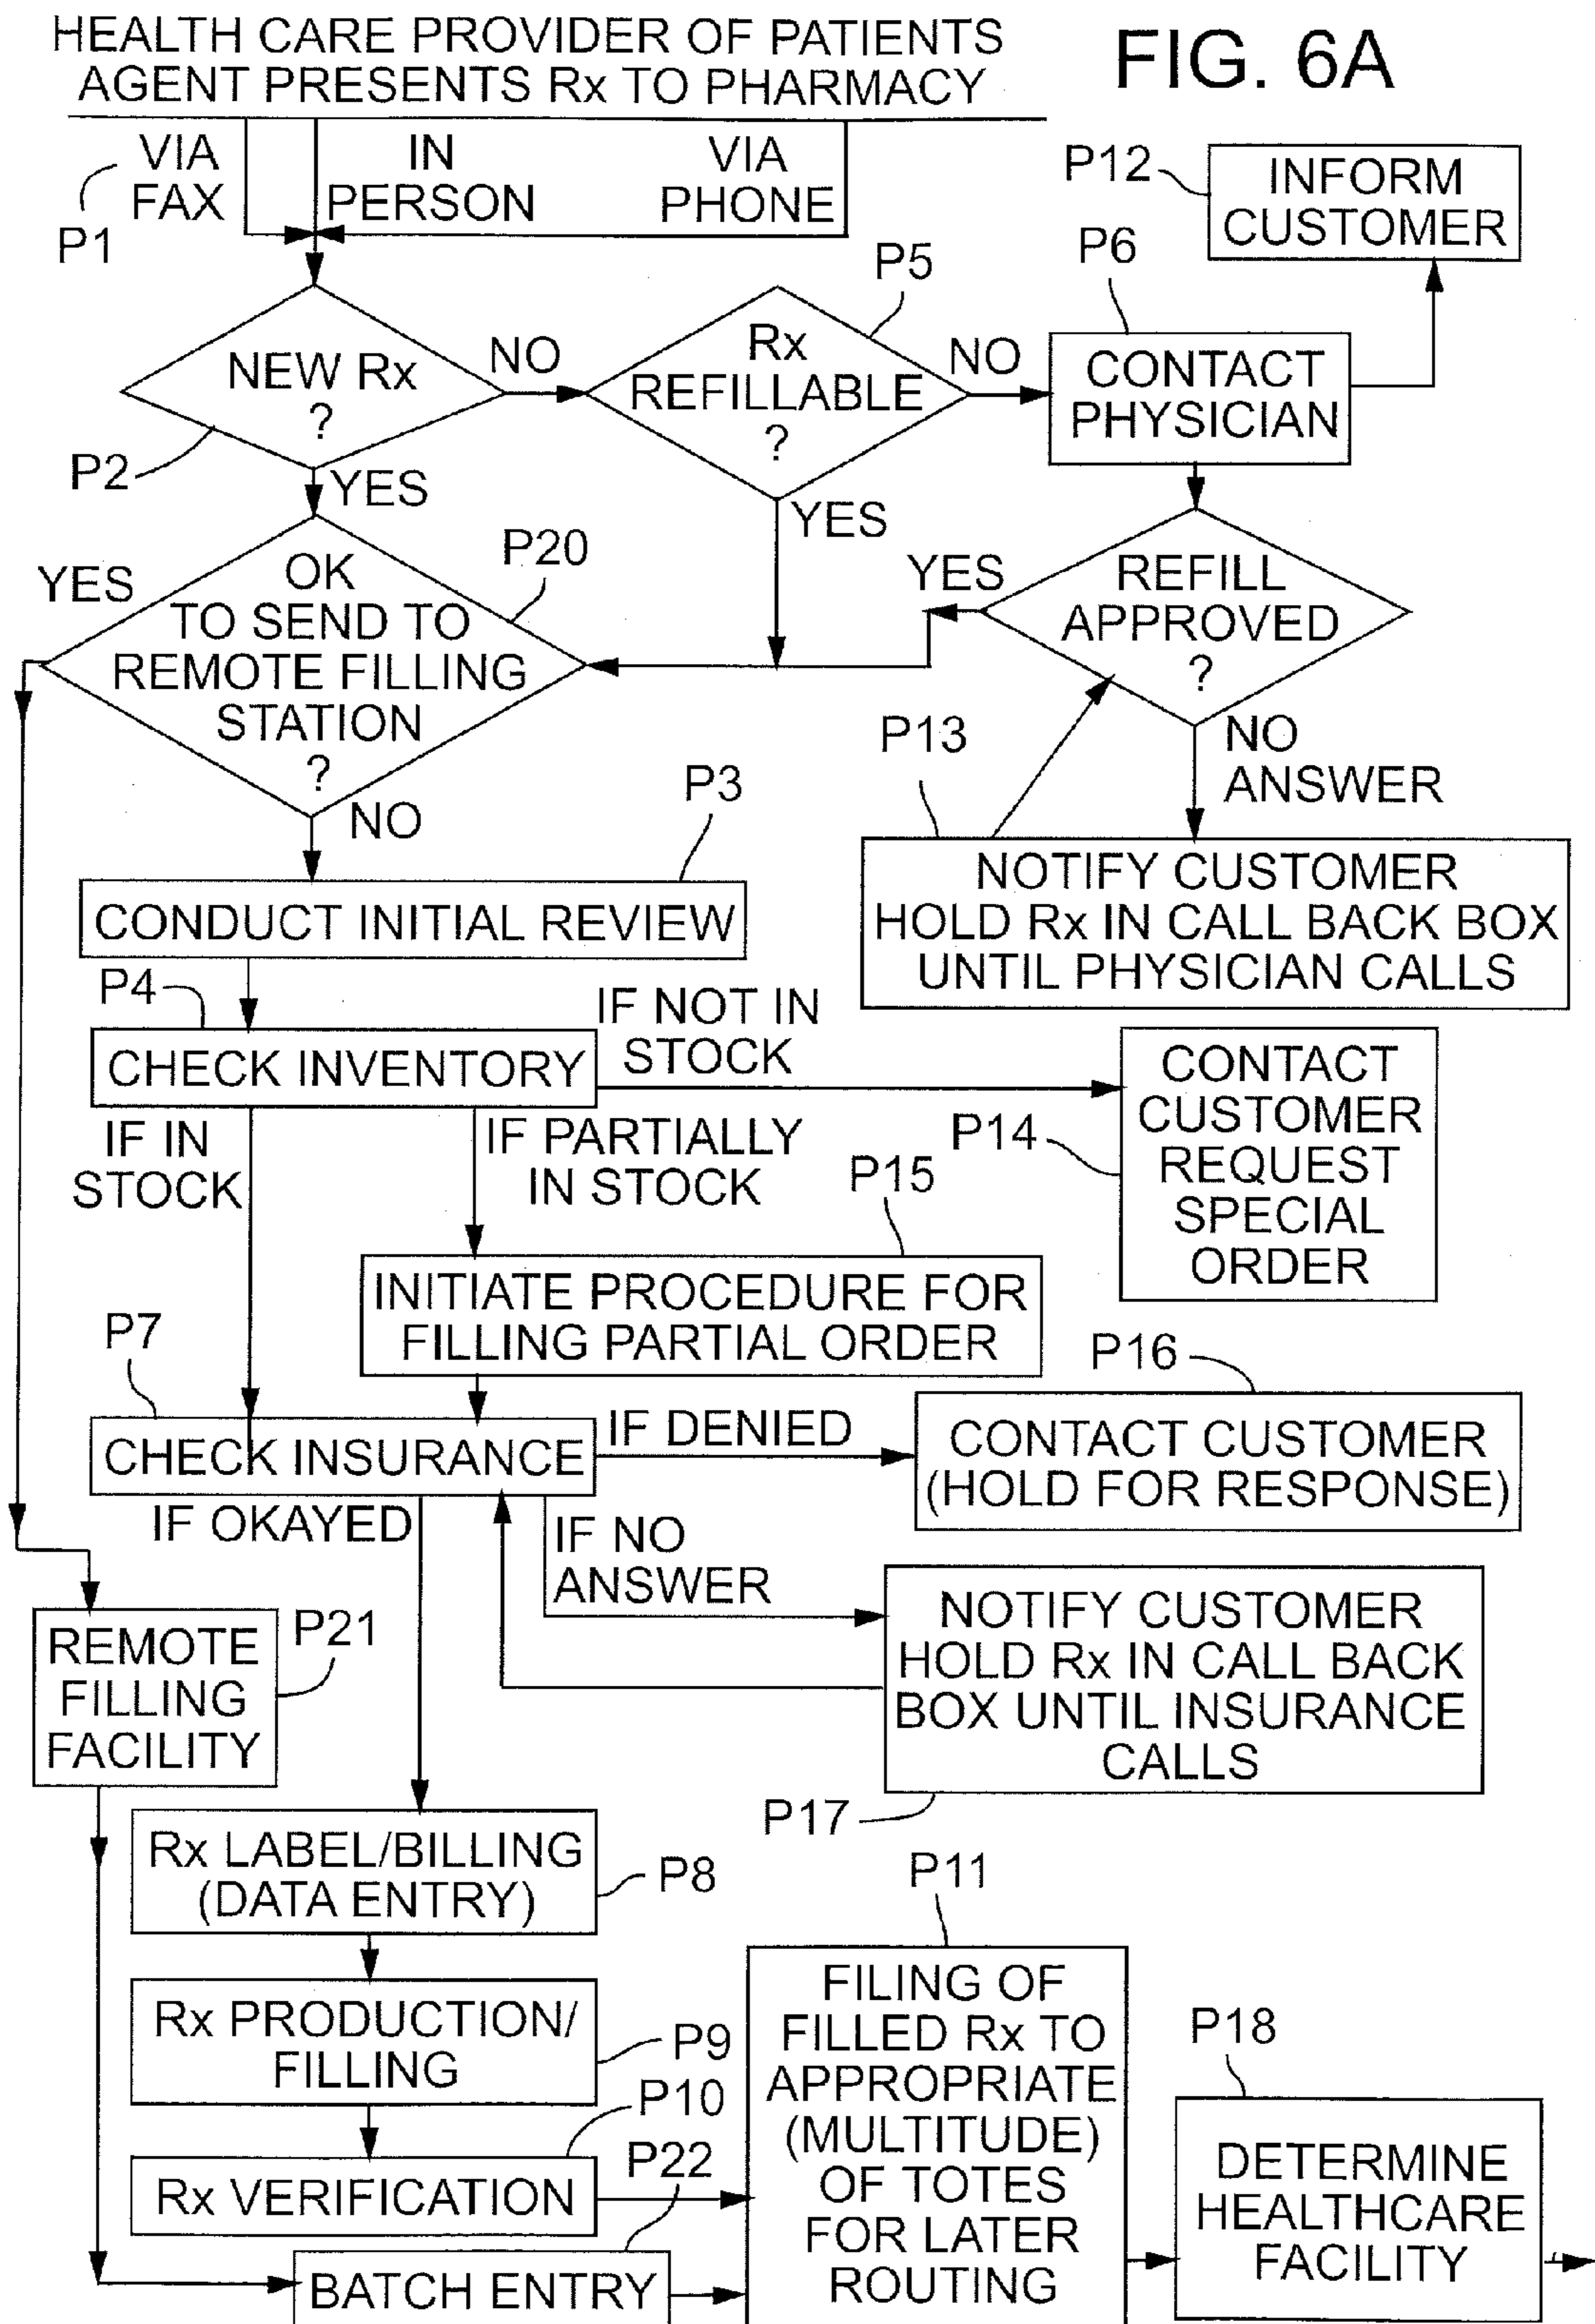 HEALTH CARE PROVIDER OF PATIENTS
AGENT PRESENTS Rx TO PHARMACY
FIG. 6A
VIA
FAX
IN
PERSON
VIA
PHONE
P1
P12
INFORM
CUSTOMER
P5
P6
NEW Rx
?
NO
Rx
REFILLABLE
?
NO
CONTACT
PHYSICIAN
P2
YES
YES
P20
YES
OK
TO SEND TO
REMOTE FILLING
STATION
?
YES
REFILL
APPROVED
?
NO
P3
P13
NO
ANSWER
CONDUCT INITIAL REVIEW
NOTIFY CUSTOMER
HOLD Rx IN CALL BACK BOX
UNTIL PHYSICIAN CALLS
P4
CHECK INVENTORY
IF NOT IN
STOCK
CONTACT
CUSTOMER
REQUEST
SPECIAL
ORDER
P14
IF IN
STOCK
IF PARTIALLY
IN STOCK
P15
INITIATE PROCEDURE FOR
FILLING PARTIAL ORDER
P7
P16
CHECK INSURANCE
IF DENIED
CONTACT CUSTOMER
(HOLD FOR RESPONSE)
IF OKAYED
IF NO
ANSWER
NOTIFY CUSTOMER
HOLD Rx IN CALL BACK
BOX UNTIL INSURANCE
CALLS
P17
REMOTE
FILLING
FACILITY
P21
Rx LABEL/BILLING
(DATA ENTRY)
P8
P11
Rx PRODUCTION/
FILLING
P9
P10
Rx VERIFICATION
P22
BATCH ENTRY
FILING OF
FILLED Rx TO
APPROPRIATE
(MULTITUDE)
OF TOTES
FOR LATER
ROUTING
P18
DETERMINE
HEALTHCARE
FACILITY